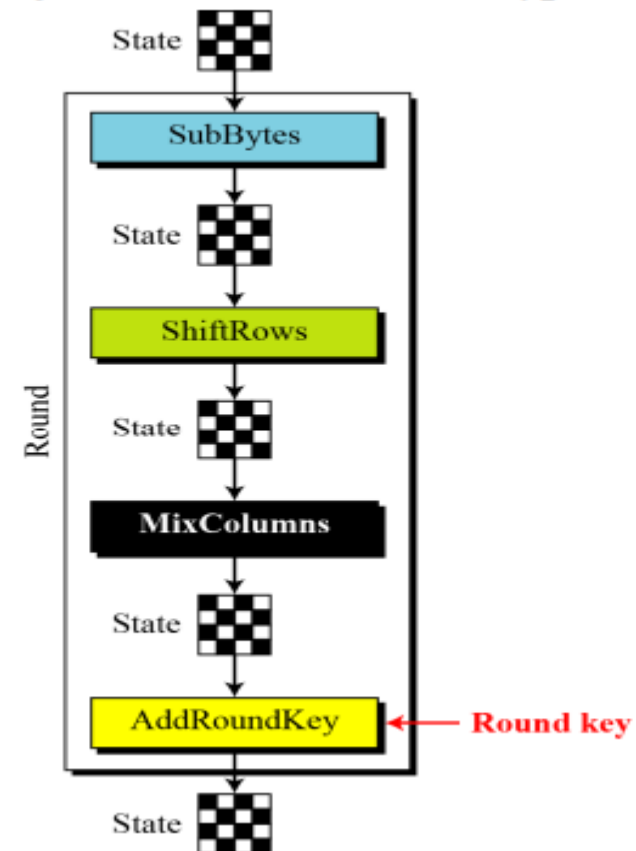 State
SubBytes
State
ShiftRows
Round
State
MixColumns
State
AddRoundKey
Round key
State